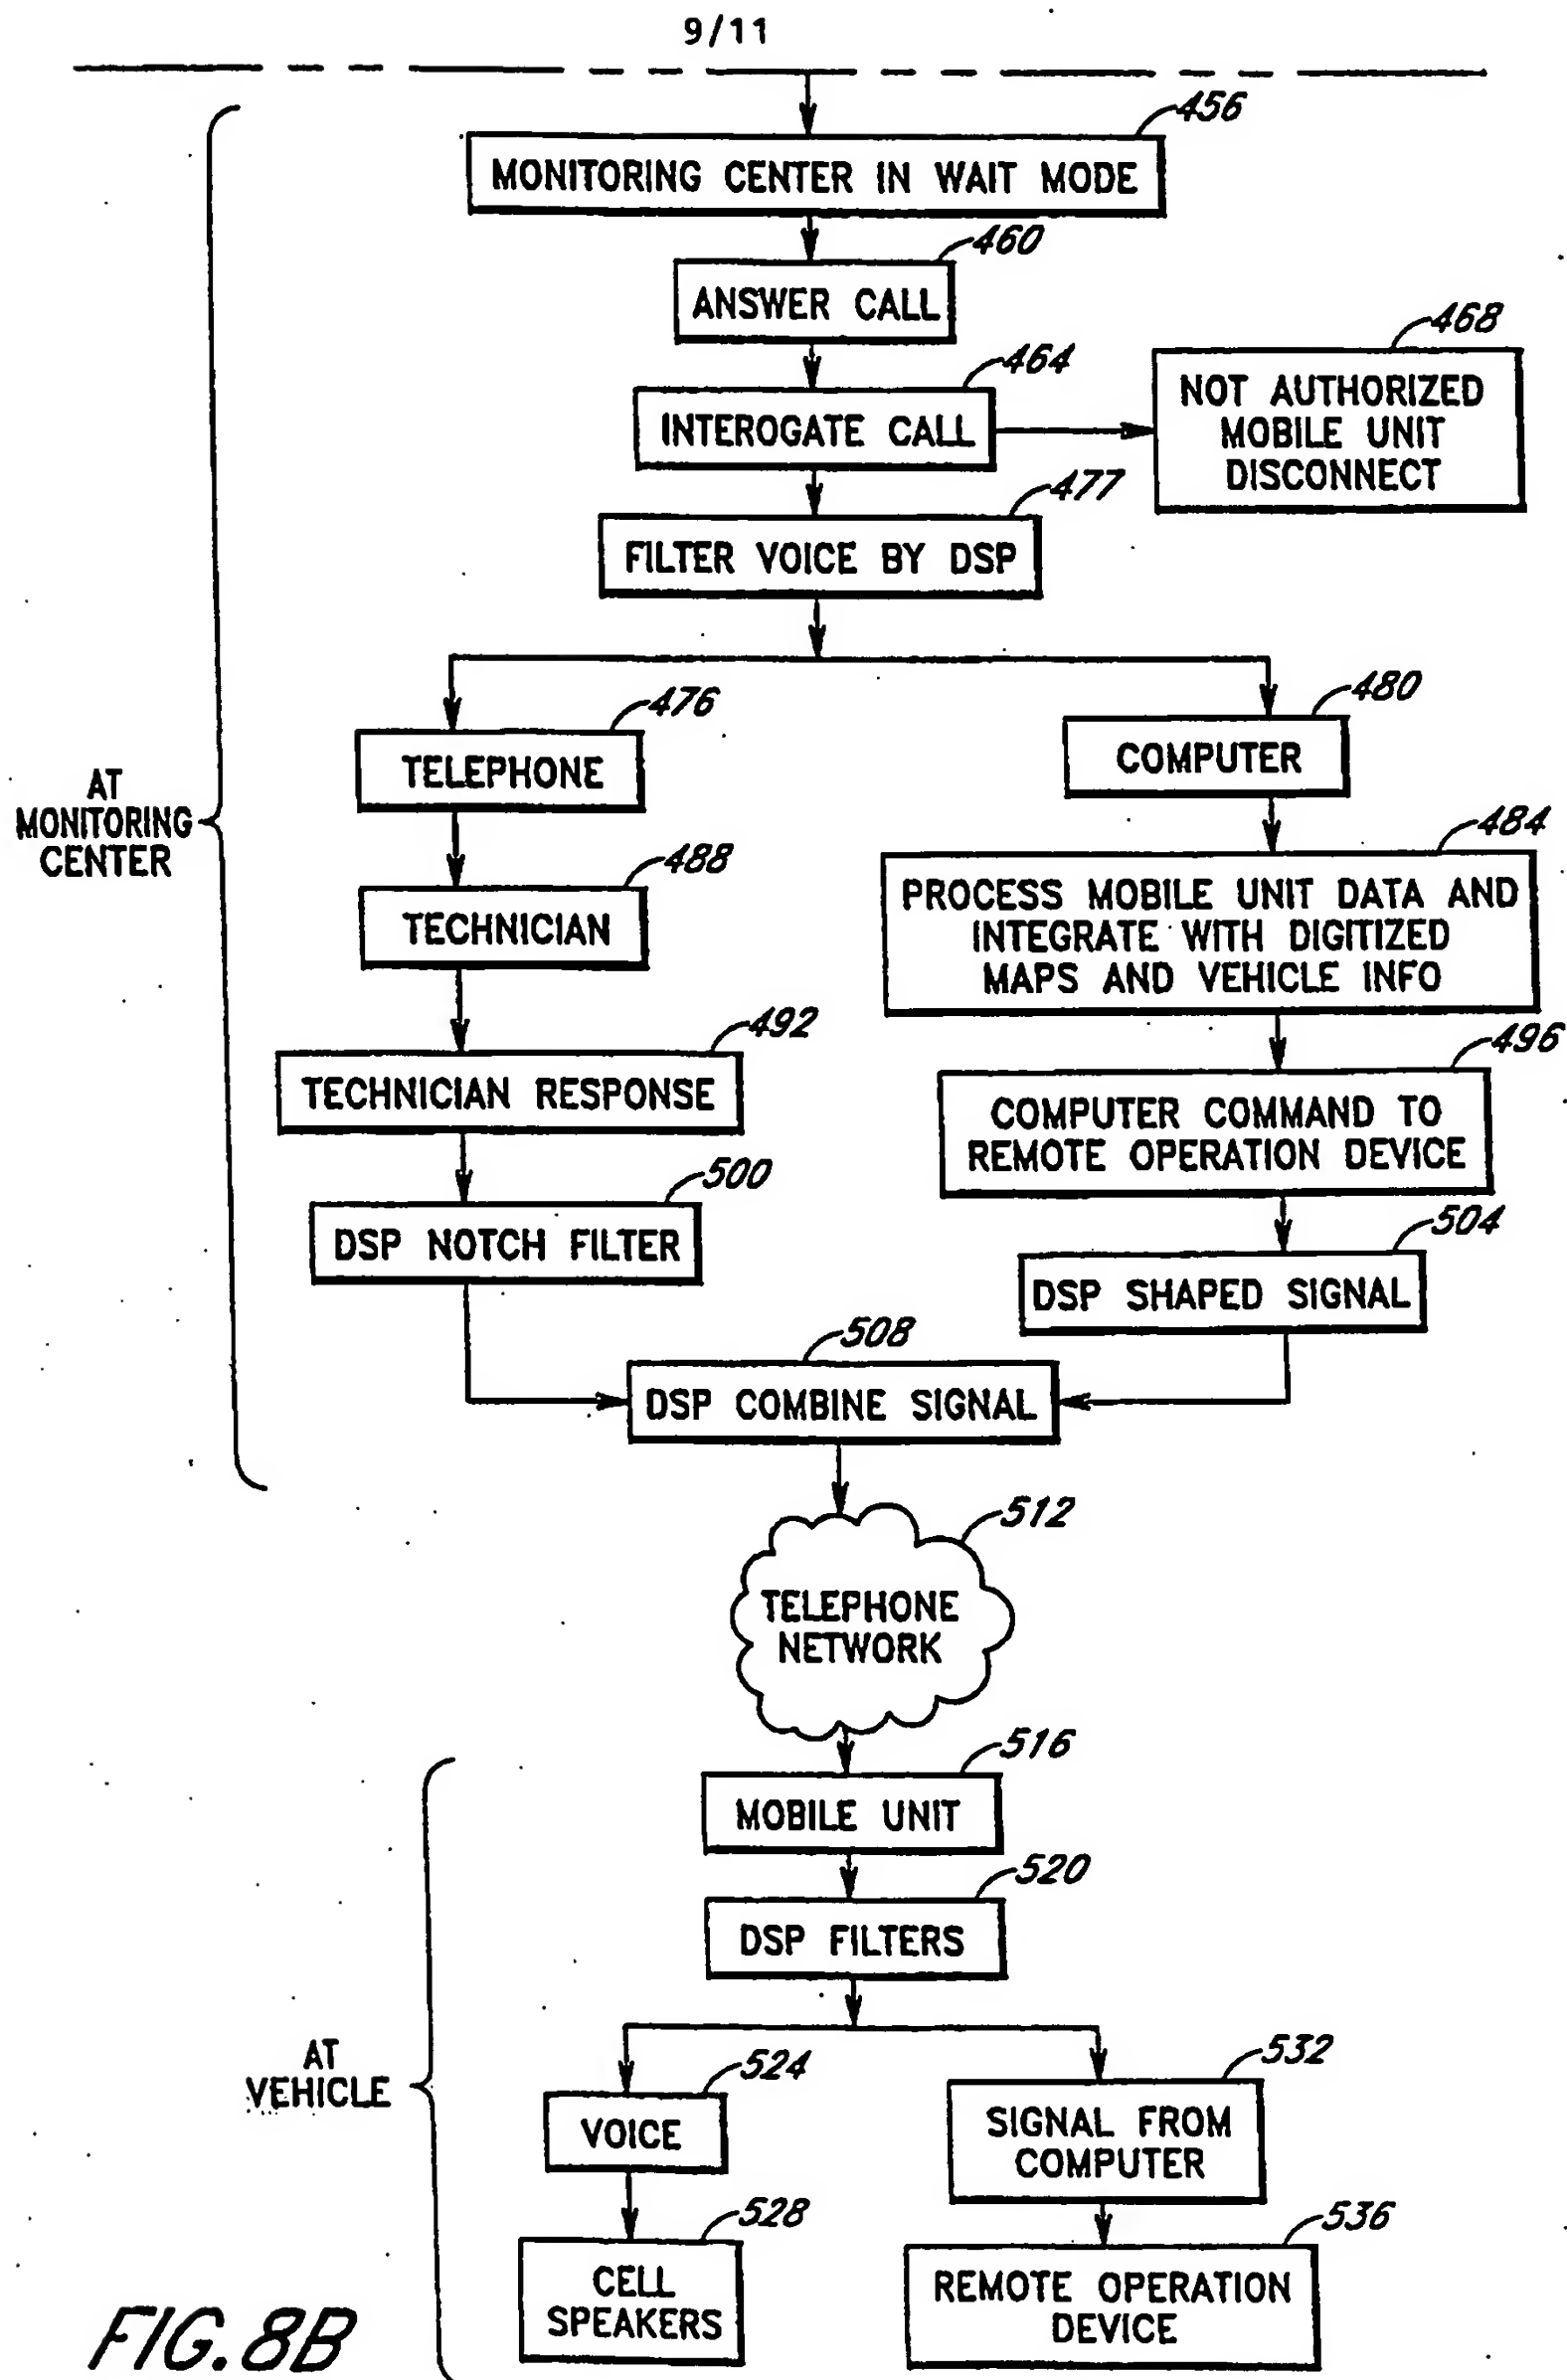 9/11
456
MONITORING CENTER IN WAIT MODE
460
ANSWER CALL
464
INTEROGATE CALL
468
NOT AUTHORIZED
MOBILE UNIT
DISCONNECT
477
FILTER VOICE BY DSP
476
TELEPHONE
480
COMPUTER
AT
MONITORING
CENTER
488
TECHNICIAN
484
PROCESS MOBILE UNIT DATA AND
INTEGRATE WITH DIGITIZED
MAPS AND VEHICLE INFO
492
TECHNICIAN RESPONSE
496
COMPUTER COMMAND TO
REMOTE OPERATION DEVICE
500
DSP NOTCH FILTER
504
DSP SHAPED SIGNAL
508
DSP COMBINE SIGNAL
512
TELEPHONE
NETWORK
516
MOBILE UNIT
520
DSP FILTERS
AT
VEHICLE
524
VOICE
532
SIGNAL FROM
COMPUTER
528
CELL
SPEAKERS
536
REMOTE OPERATION
DEVICE
FIG. 8B